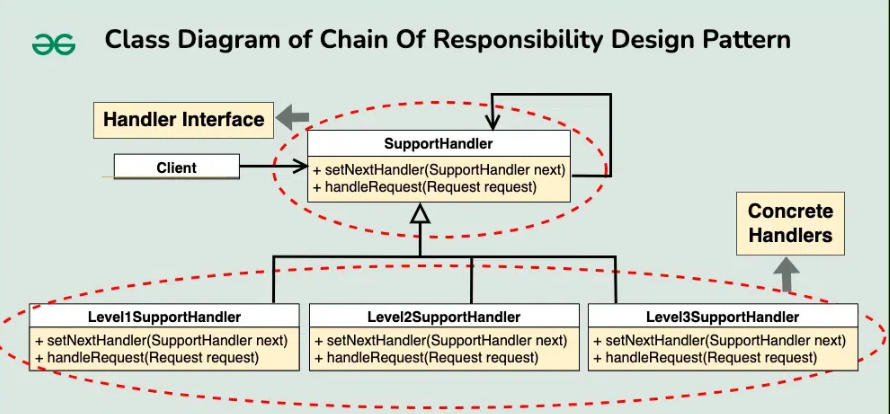 Class Diagram of Chain Of Responsibility Design Pattern
Handler Interface
SupportHandler
Client
+ setNextHandler(SupportHandler next)
+ handleRequest(Request request)
Concrete
Handlers
Level1SupportHandler
+ setNextHandler(SupportHandler next)
+ handleRequest(Request request)
Level2SupportHandler
+ setNextHandler(SupportHandler next)
+ handleRequest(Request request)
Level3SupportHandler
+ setNextHandler(SupportHandler next)
+ handleRequest(Request request)